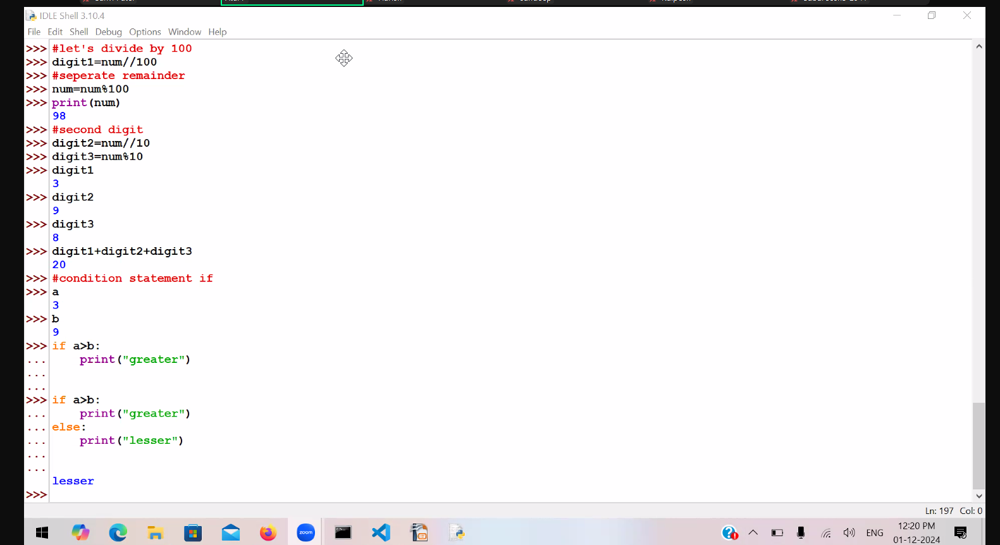 IDLE Shell 3.10.4
File Edit Shell Debug Options Window Help
>>> #let's divide by 100
>>> digit1=num//100
>>> #seperate remainder
>>> num=num%100
>>> print(num)
98
>>> #second digit
>>> digit2=num//10
>>> digit3=num%10
>>> digit1
3
>>> digit2
9
>>> digit3
8
>>> digit1+digit2+digit3
20
>>> #condition statement if
>>> a
3
>>> b
9
>>> if a>b:
...     print("greater")
...
...
>>> if a>b:
...     print("greater")
... else:
...     print("lesser")
...
...
lesser
>>>
Ln: 197 Col: 0
zoom
ENG
12:20 PM
01-12-2024